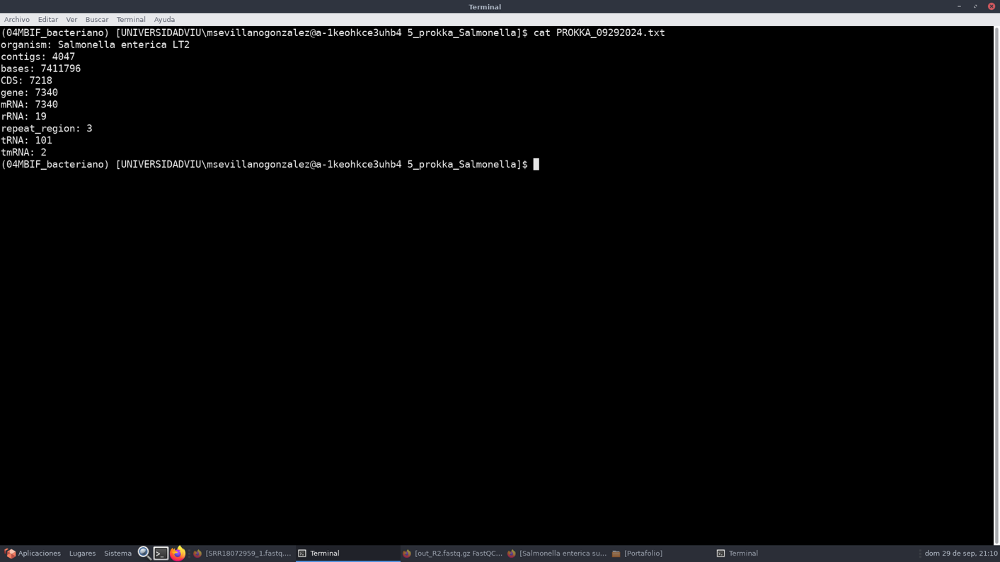 Terminal
Archivo Editar Ver Buscar Terminal Ayuda
(04MBIF_bacteriano) [UNIVERSIDADVIU\msevillanogonzalez@a-1keohkce3uhb4 5_prokka_Salmonella]$ cat PROKKA_09292024.txt
organism: Salmonella enterica LT2
contigs: 4047
bases: 7411796
CDS: 7218
gene: 7340
mRNA: 7340
rRNA: 19
repeat_region: 3
tRNA: 101
tmRNA: 2
(04MBIF_bacteriano) [UNIVERSIDADVIU\msevillanogonzalez@a-1keohkce3uhb4 5_prokka_Salmonella]$
Aplicaciones Lugares Sistema [SRR18072959_1.fastq.... Terminal [out_R2.fastq.gz FastQC... [Salmonella enterica su... [Portafolio] Terminal dom 29 de sep, 21:10